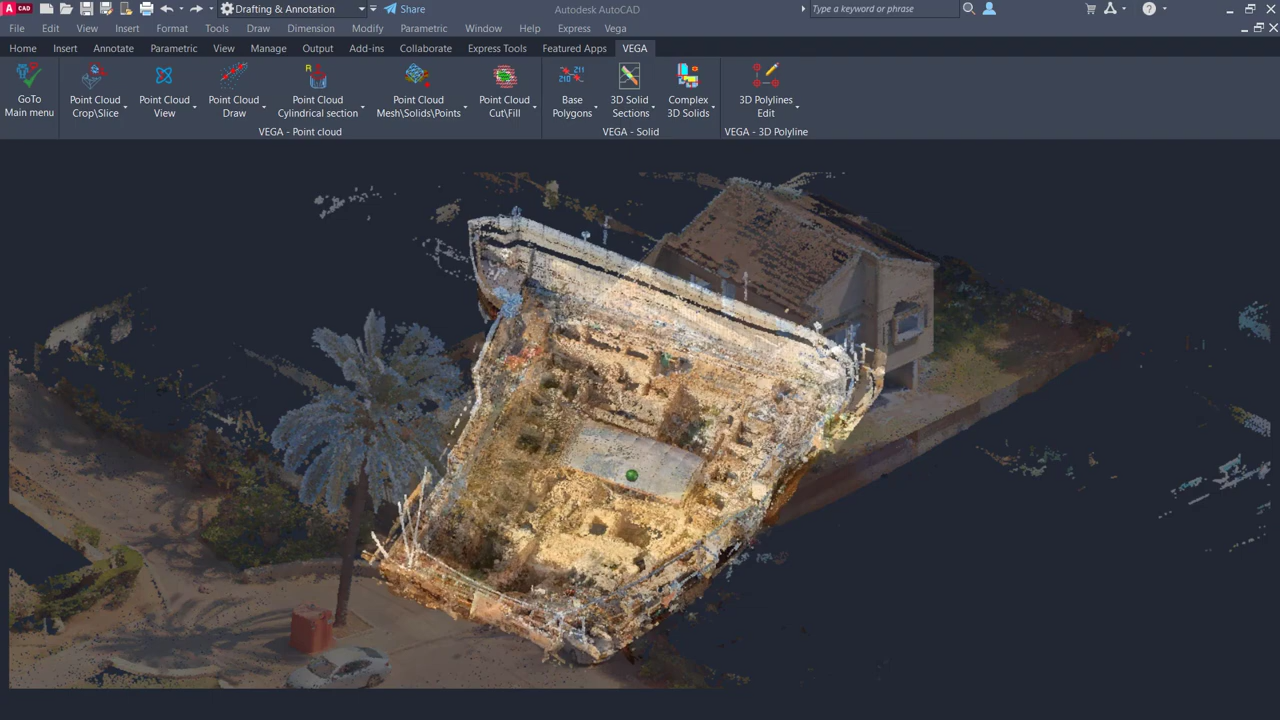 A CAD Drafting & Annotation Share Autodesk AutoCAD Type a keyword or phrase
File Edit View Insert Format Tools Draw Dimension Modify Parametric Window Help Express Vega
Home Insert Annotate Parametric View Manage Output Add-ins Collaborate Express Tools Featured Apps VEGA
GoTo
Main menu
Point Cloud
Crop\Slice
Point Cloud
View
Point Cloud
Draw
R
Point Cloud
Cylindrical section
Point Cloud
Mesh\Solids\Points
Point Cloud
Cut\Fill
211
210
Base
Polygons
3D Solid
Sections
Complex
3D Solids
3D Polylines
Edit
VEGA - Point cloud VEGA - Solid VEGA - 3D Polyline